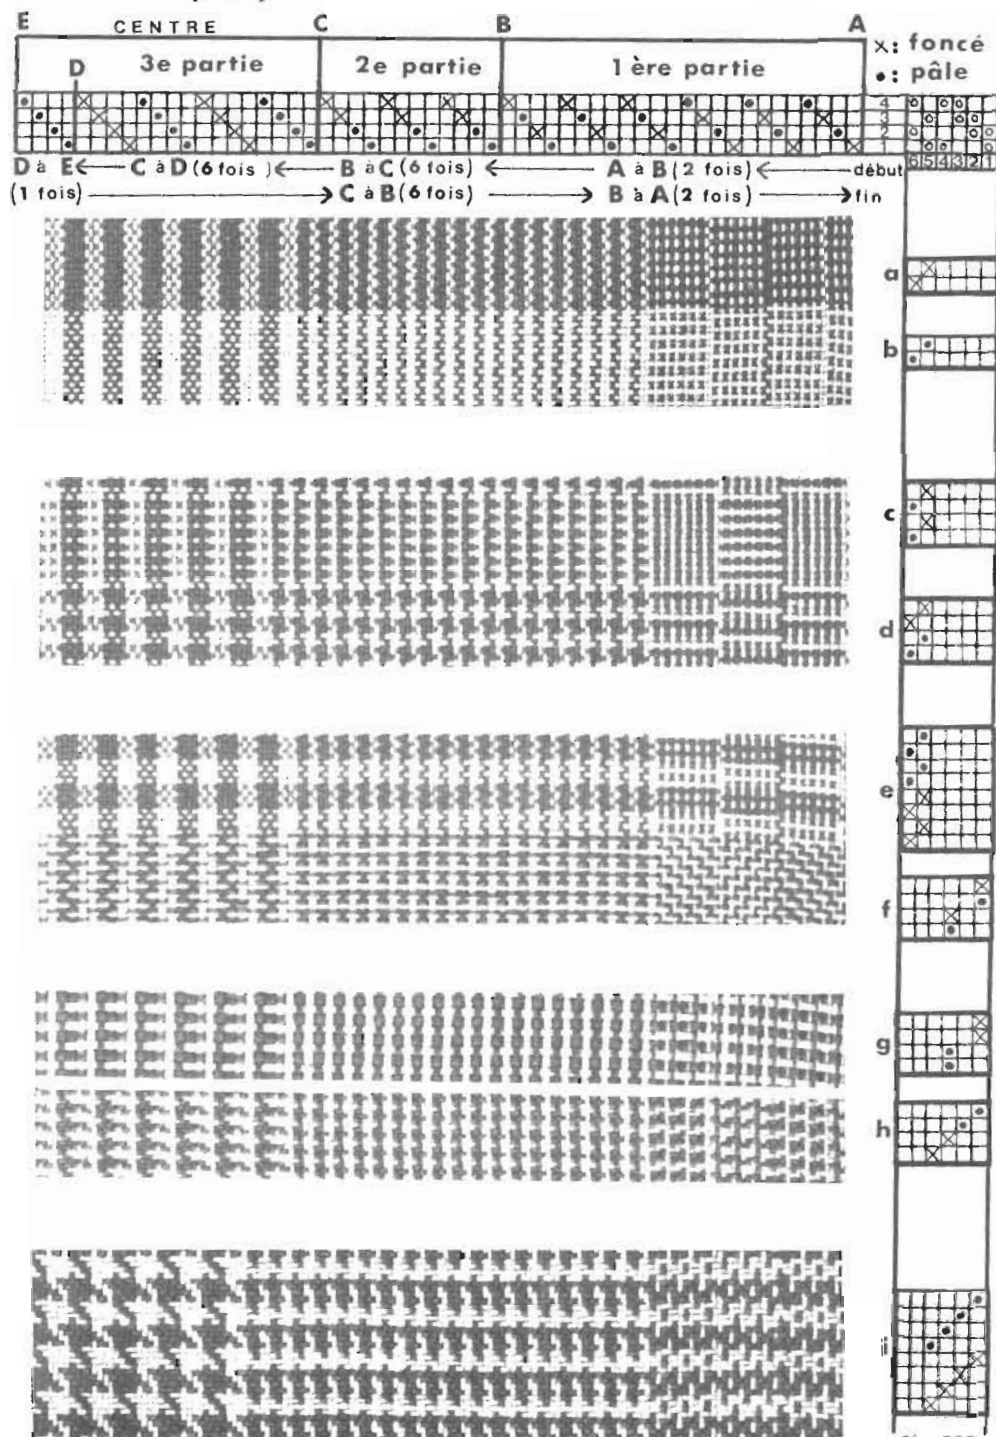 E CENTRE C B A
x: foncé
D 3e partie 2e partie 1ère partie
•: pâle
4
3
2
1
D à E ← C à D (6 fois) ← B à C (6 fois) ← A à B (2 fois) ← début
6 5 4 3 2 1
(1 fois) → C à B (6 fois) → B à A (2 fois) → fin
a
b
c
d
e
f
g
h
i